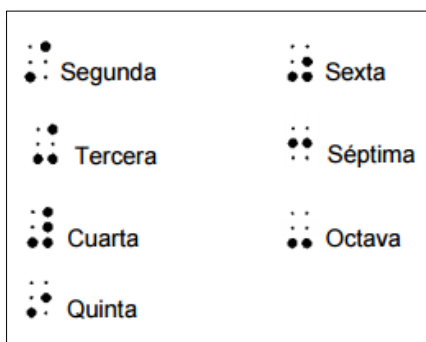 ⠌ Segunda
⠬ Tercera
⠼ Cuarta
⠔ Quinta
⠴ Sexta
⠒ Séptima
⠤ Octava